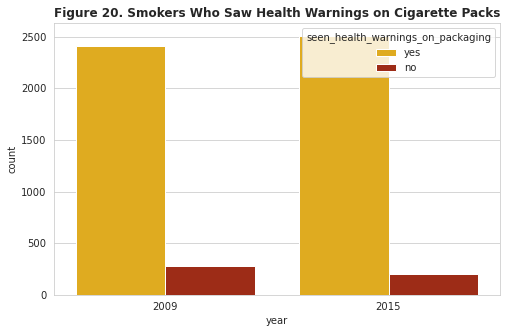 Figure 20. Smokers Who Saw Health Warnings on Cigarette Packs
seen_health_warnings_on_packaging
yes
no
2500
2000
1500
1000
500
0
count
2009
2015
year